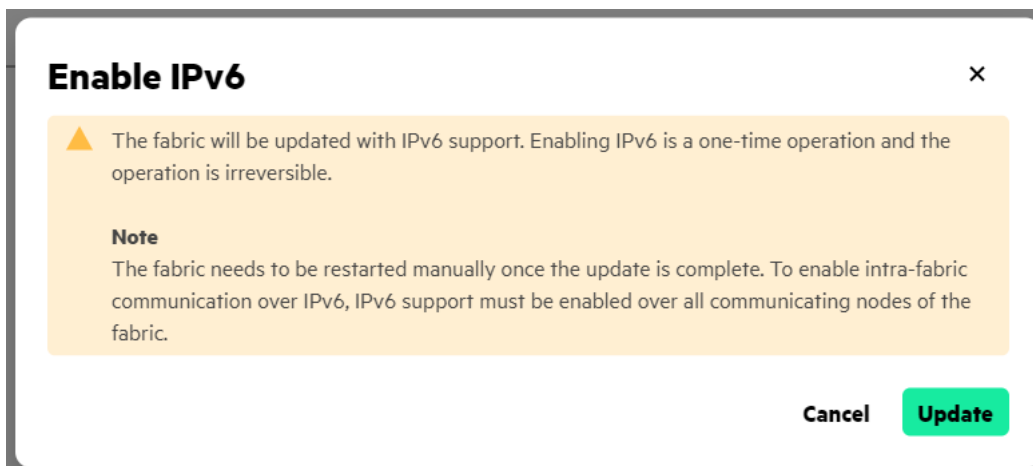 Enable IPv6
The fabric will be updated with IPv6 support. Enabling IPv6 is a one-time operation and the
operation is irreversible.
Note
The fabric needs to be restarted manually once the update is complete. To enable intra-fabric
communication over IPv6, IPv6 support must be enabled over all communicating nodes of the
fabric.
Cancel Update